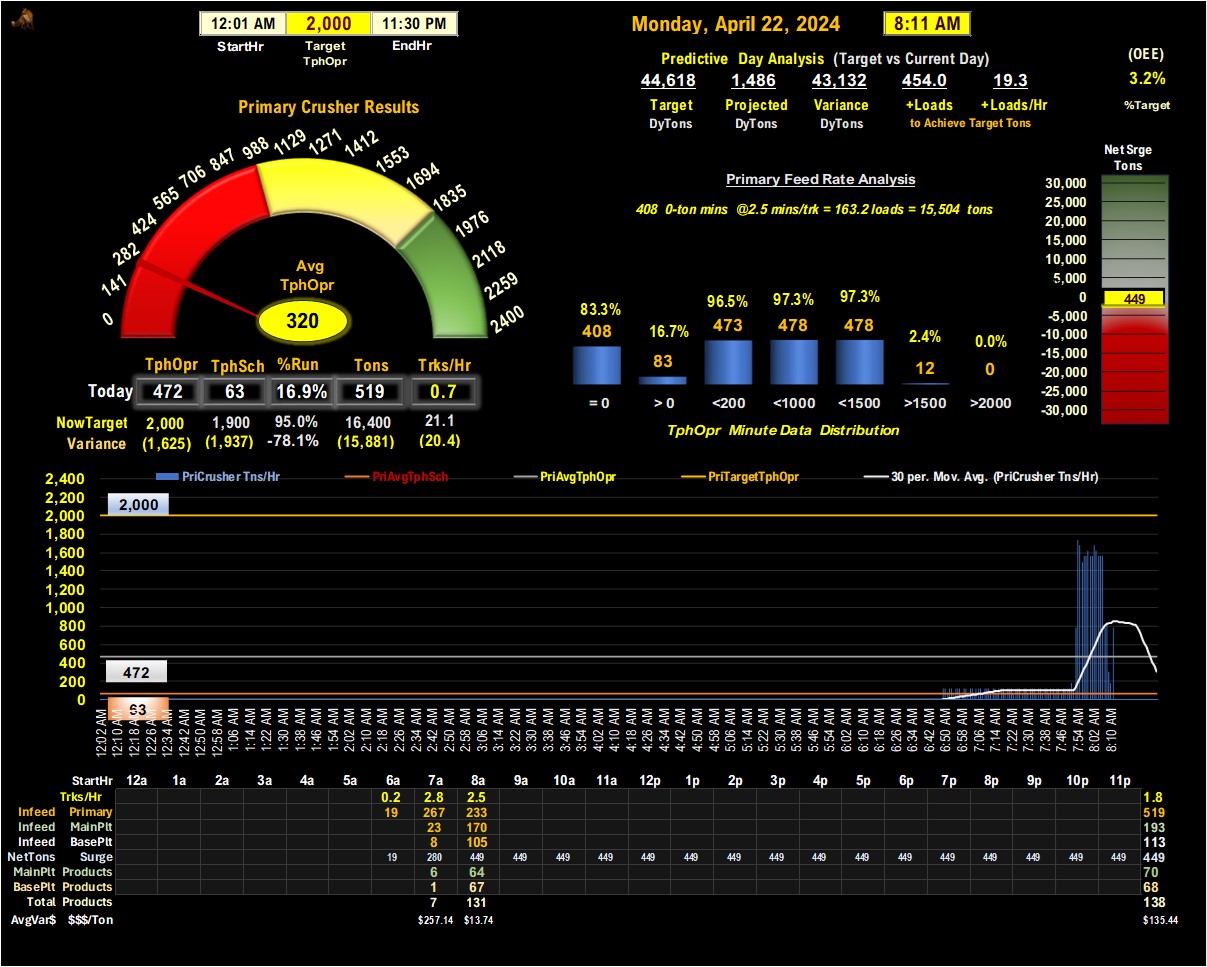 12:01 AM 2,000 11:30 PM
StartHr Target EndHr
TphOpr
Monday, April 22, 2024 8:11 AM
Predictive Day Analysis (Target vs Current Day)
44,618 1,486 43,132 454.0 19.3
Target Projected Variance +Loads +Loads/Hr
DyTons DyTons DyTons to Achieve Target Tons
(OEE)
3.2%
%Target
Primary Crusher Results
0 141 282 424 565 706 847 988 1129 1271 1412 1553 1694 1835 1976 2118 2259 2400
Avg
TphOpr
320
TphOpr TphSch %Run Tons Trks/Hr
Today 472 63 16.9% 519 0.7
NowTarget 2,000 1,900 95.0% 16,400 21.1
Variance (1,625) (1,937) -78.1% (15,881) (20.4)
Primary Feed Rate Analysis
408 0-ton mins @2.5 mins/trk = 163.2 loads = 15,504 tons
83.3% 16.7% 96.5% 97.3% 97.3% 2.4% 0.0%
408 83 473 478 478 12 0
= 0 > 0 <200 <1000 <1500 >1500 >2000
TphOpr Minute Data Distribution
Net Srge
Tons
30,000
25,000
20,000
15,000
10,000
5,000
0
449
-5,000
-10,000
-15,000
-20,000
-25,000
-30,000
PriCrusher Tns/Hr PriAvgTphSch PriAvgTphOpr PriTargetTphOpr 30 per. Mov. Avg. (PriCrusher Tns/Hr)
2,400
2,200
2,000
2,000
1,800
1,600
1,400
1,200
1,000
800
600
400
472
200
0
63
12:02 AM 12:10 AM 12:18 AM 12:26 AM 12:34 AM 12:42 AM 12:50 AM 12:58 AM 1:06 AM 1:14 AM 1:22 AM 1:30 AM 1:38 AM 1:46 AM 1:54 AM 2:02 AM 2:10 AM 2:18 AM 2:26 AM 2:34 AM 2:42 AM 2:50 AM 2:58 AM 3:06 AM 3:14 AM 3:22 AM 3:30 AM 3:38 AM 3:46 AM 3:54 AM 4:02 AM 4:10 AM 4:18 AM 4:26 AM 4:34 AM 4:42 AM 4:50 AM 4:58 AM 5:06 AM 5:14 AM 5:22 AM 5:30 AM 5:38 AM 5:46 AM 5:54 AM 6:02 AM 6:10 AM 6:18 AM 6:26 AM 6:34 AM 6:42 AM 6:50 AM 6:58 AM 7:06 AM 7:14 AM 7:22 AM 7:30 AM 7:38 AM 7:46 AM 7:54 AM 8:02 AM 8:10 AM
StartHr 12a 1a 2a 3a 4a 5a 6a 7a 8a 9a 10a 11a 12p 1p 2p 3p 4p 5p 6p 7p 8p 9p 10p 11p
Trks/Hr 0.2 2.8 2.5 1.8
Infeed Primary 19 267 233 519
Infeed MainPlt 23 170 193
Infeed BasePlt 8 105 113
NetTons Surge 19 280 449 449 449 449 449 449 449 449 449 449 449 449 449 449 449 449 449
MainPlt Products 6 64 70
BasePlt Products 1 67 68
Total Products 7 131 138
AvgVar$ $$$/Ton $257.14 $13.74 $135.44